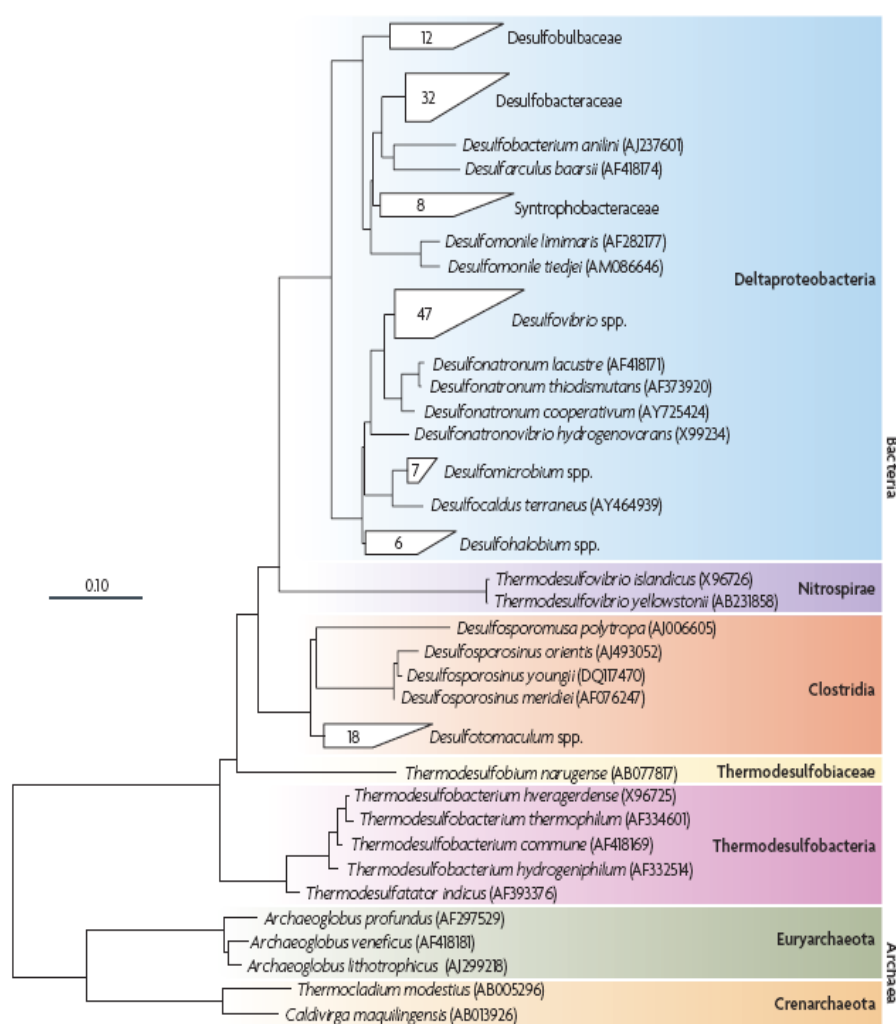 12 Desulfobulbaceae
32 Desulfobacteraceae
Desulfobacterium anilini (AJ237601)
Desulfarculus baarsii (AF418174)
8 Syntrophobacteraceae
Desulfomonile limimaris (AF282177)
Desulfomonile tiedjei (AM086646)
Deltaproteobacteria
47 Desulfovibrio spp.
Desulfonatronum lacustre (AF418171)
Desulfonatronum thiodismutans (AF373920)
Desulfonatronum cooperativum (AY725424)
Desulfonatronovibrio hydrogenovorans (X99234)
Bacteria
7 Desulfomicrobium spp.
Desulfocaldus terraneus (AY464939)
6 Desulfohalobium spp.
0.10
Thermodesulfovibrio islandicus (X96726)
Nitrospirae
Thermodesulfovibrio yellowstonii (AB231858)
Desulfosporomusa polytropa (AJ006605)
Desulfosporosinus orientis (AJ493052)
Desulfosporosinus youngii (DQ117470)
Clostridia
Desulfosporosinus meridiei (AF076247)
18 Desulfotomaculum spp.
Thermodesulfobium narugense (AB077817) Thermodesulfobiaceae
Thermodesulfobacterium hveragerdense (X96725)
Thermodesulfobacterium thermophilum (AF334601)
Thermodesulfobacterium commune (AF418169) Thermodesulfobacteria
Thermodesulfobacterium hydrogeniphilum (AF332514)
Thermodesulfatator indicus (AF393376)
Archaeoglobus profundus (AF297529)
Archaeoglobus veneficus (AF418181) Euryarchaeota
Archaeoglobus lithotrophicus (AJ299218)
Archaea
Thermocladium modestius (AB005296)
Crenarchaeota
Caldivirga maquilingensis (AB013926)